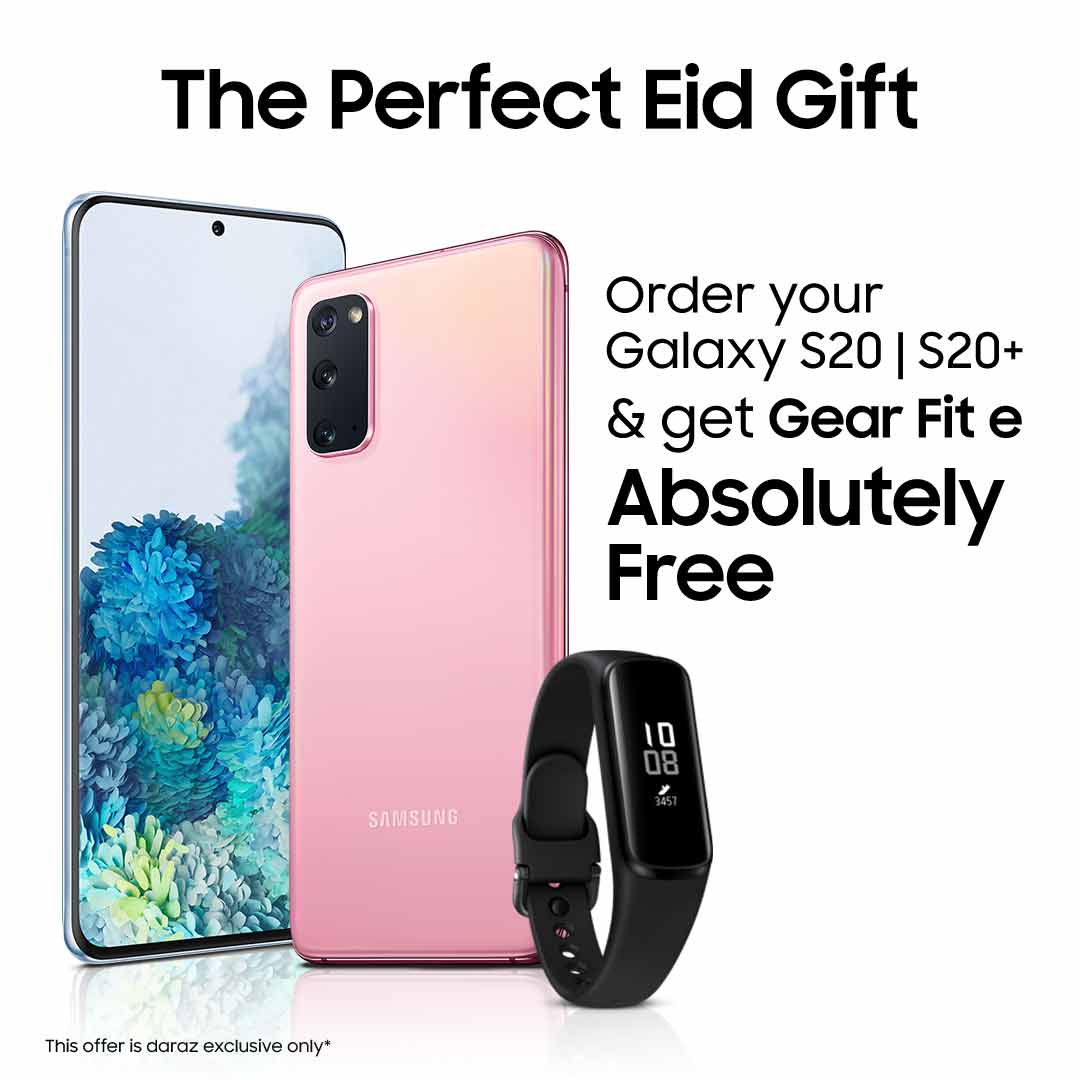 The Perfect Eid Gift
Order your
Galaxy S20 | S20+
& get Gear Fit e
Absolutely
Free
SAMSUNG
10
08
3457
This offer is daraz exclusive only*